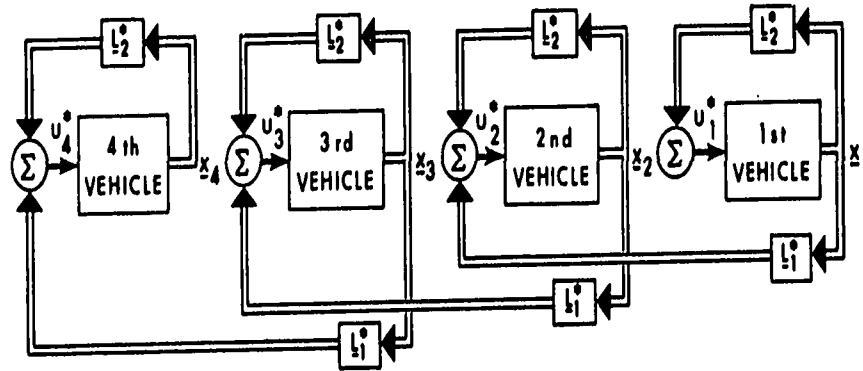 L*2 L*2 L*2 L*2
u*4 4th VEHICLE x4
u*3 3rd VEHICLE x3
u*2 2nd VEHICLE x2
u*1 1st VEHICLE x
Σ Σ Σ Σ
L*1
L*1
L*1